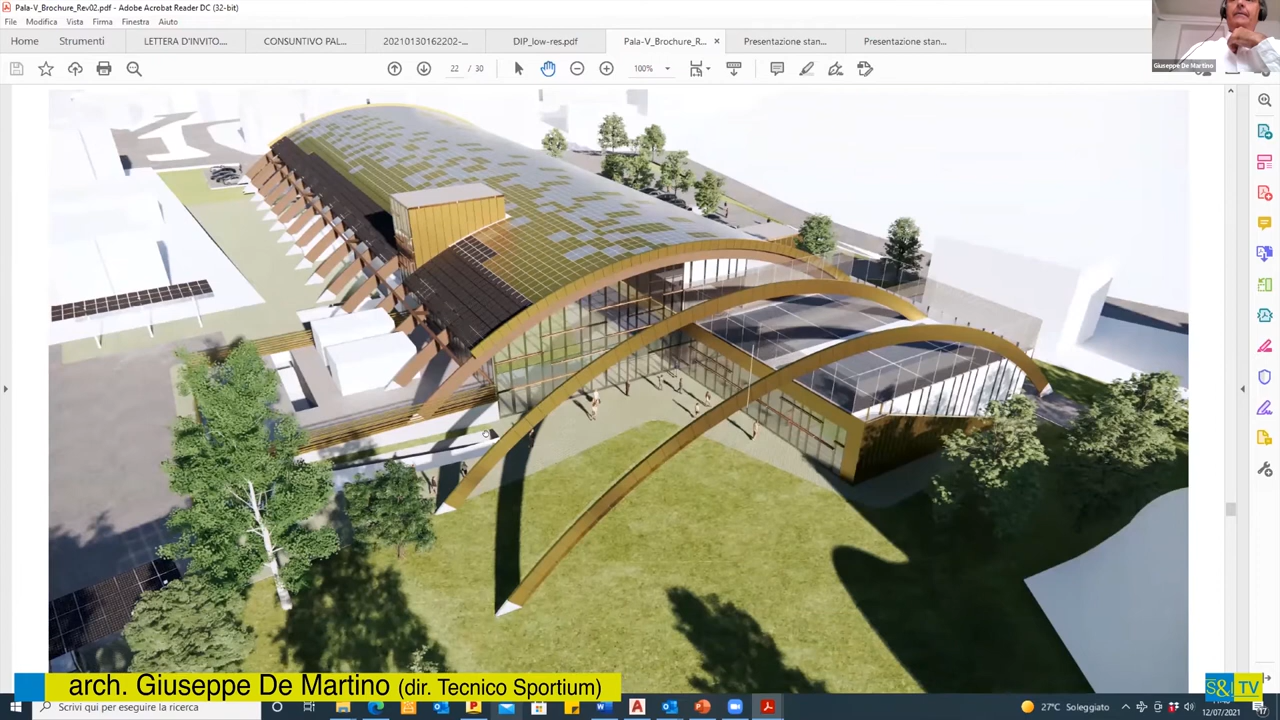 Pala-V_Brochure_Rev02.pdf - Adobe Acrobat Reader DC (32-bit)
File Modifica Vista Firma Finestra Aiuto
Home Strumenti LETTERA D'INVITO.... CONSUNTIVO PAL... 20210130162202-... DIP_low-res.pdf Pala-V_Brochure_R... × Presentazione stan... Presentazione stan...
22 / 30 100%
Giuseppe De Martino
arch. Giuseppe De Martino (dir. Tecnico Sportium)
S&I TV
Scrivi qui per eseguire la ricerca
27°C Soleggiato
12/07/2021
17